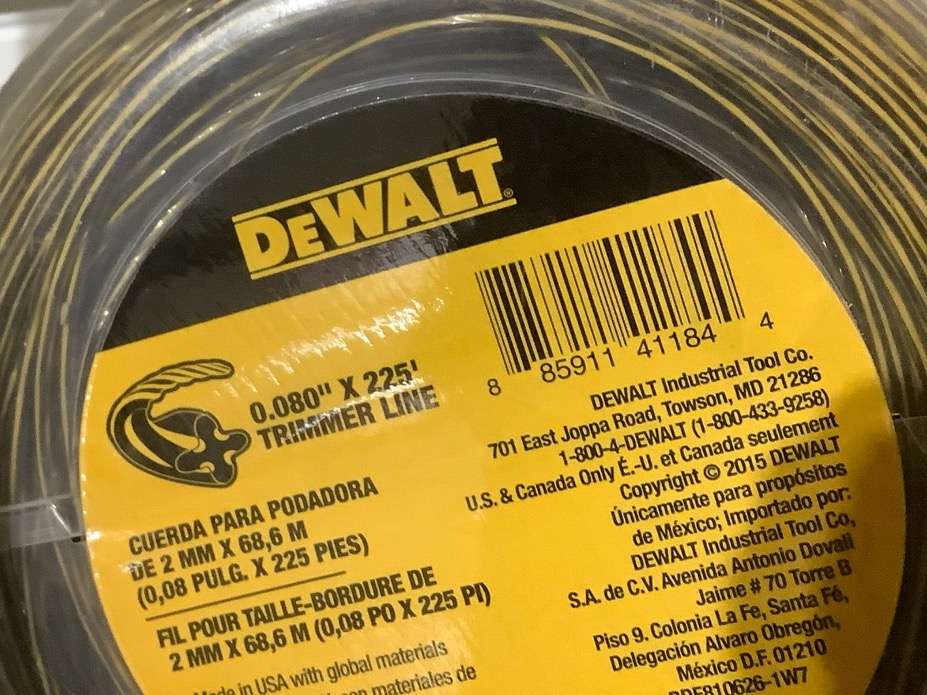 DEWALT®
0.080" X 225'
TRIMMER LINE
CUERDA PARA PODADORA
DE 2 MM X 68,6 M
(0,08 PULG. X 225 PIES)
FIL POUR TAILLE-BORDURE DE
2 MM X 68,6 M (0,08 PO X 225 PI)
Made in USA with global materials
materiales de
8 85911 41184 4
DEWALT Industrial Tool Co.
701 East Joppa Road, Towson, MD 21286
1-800-4-DEWALT (1-800-433-9258)
U.S. & Canada Only É.-U. et Canada seulement
Copyright © 2015 DEWALT
Únicamente para propósitos
de México; Importado por:
DEWALT Industrial Tool Co,
S.A. de C.V. Avenida Antonio Dovali
Jaime # 70 Torre B
Piso 9. Colonia La Fe, Santa Fé,
Delegación Alvaro Obregón,
México D.F. 01210